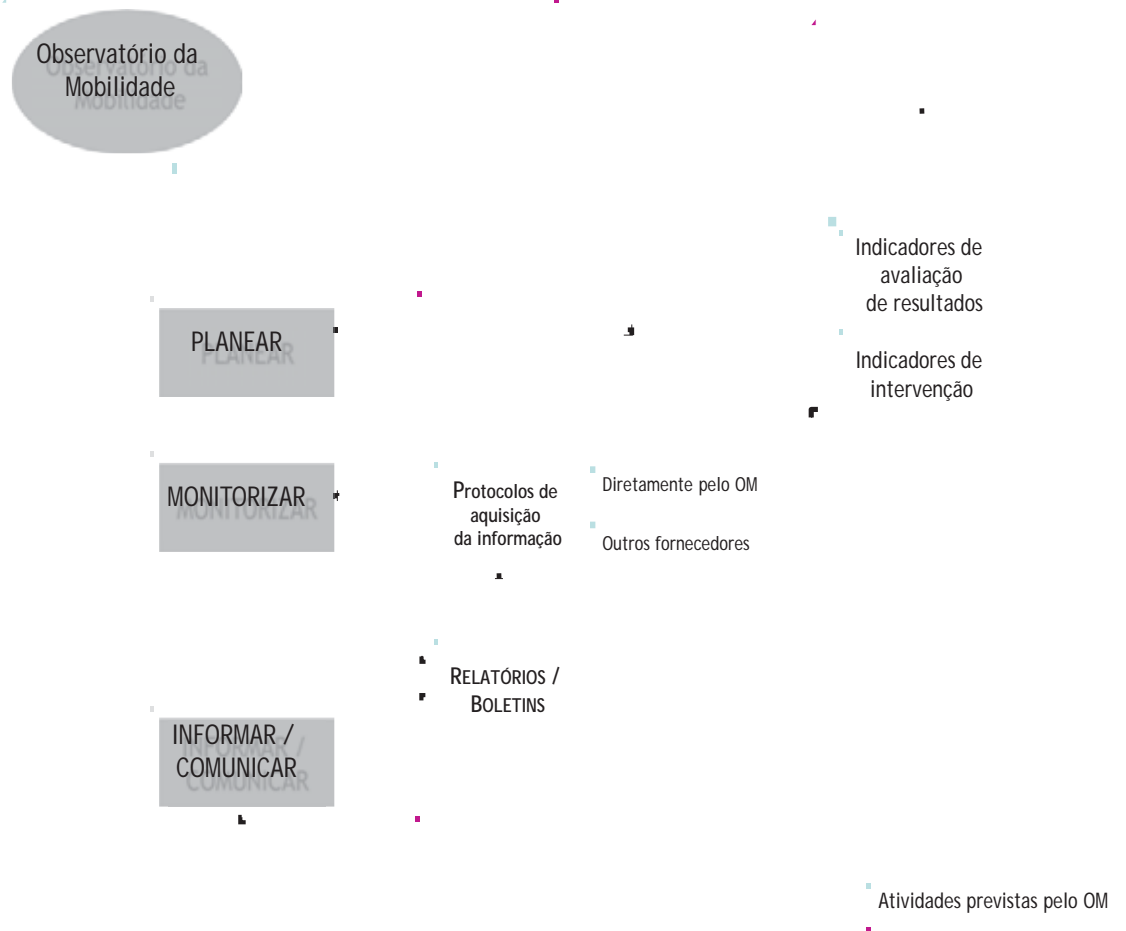 Observatório da
Mobilidade
Indicadores de
avaliação
de resultados
PLANEAR
Indicadores de
intervenção
MONITORIZAR
Protocolos de
aquisição
da informação
Diretamente pelo OM
Outros fornecedores
RELATÓRIOS /
BOLETINS
INFORMAR /
COMUNICAR
Atividades previstas pelo OM